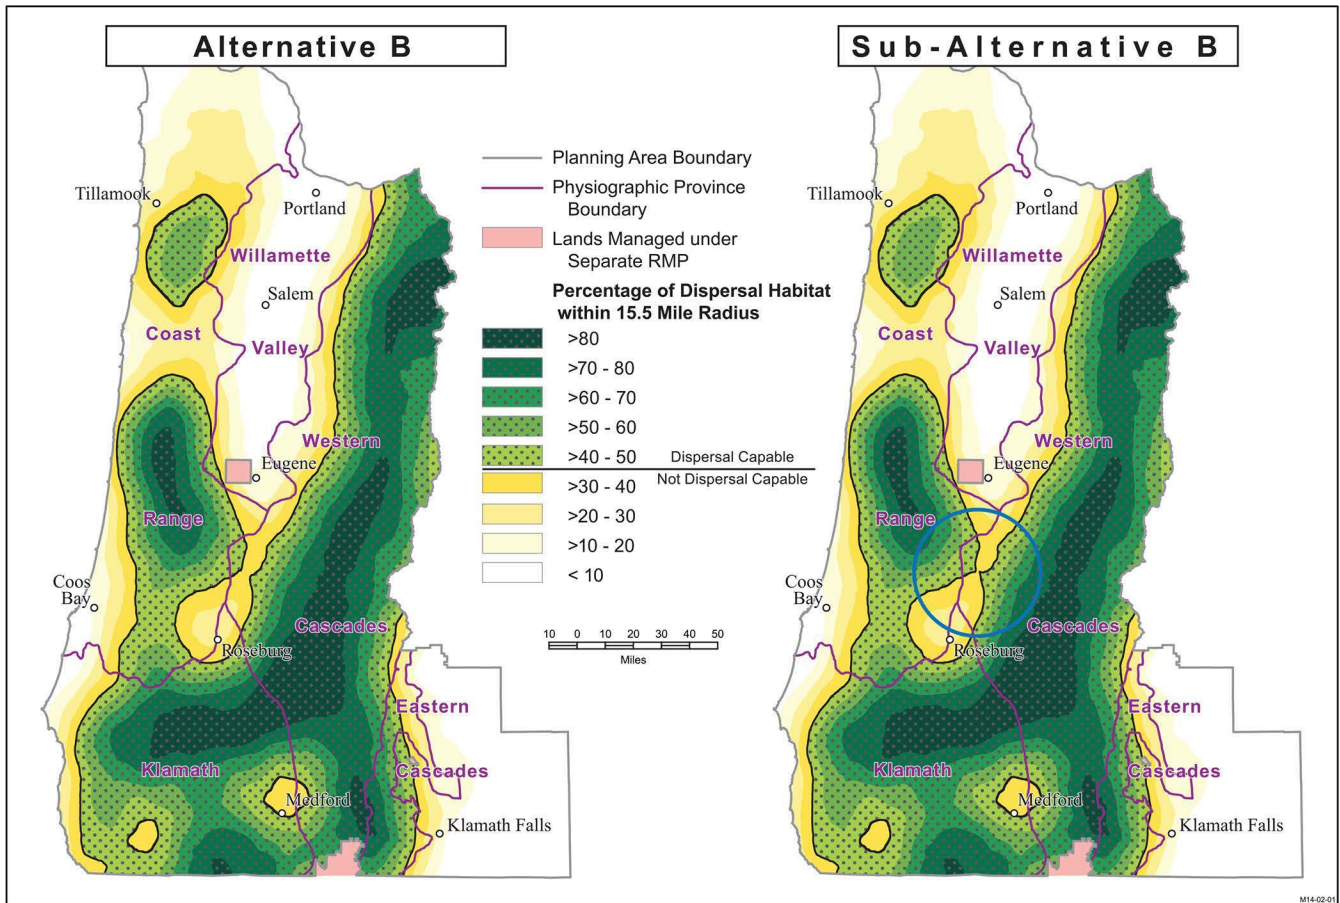 Alternative B
Sub-Alternative B
Tillamook
Portland
Willamette
Salem
Coast
Valley
Western
Eugene
Range
Coos
Bay
Cascades
Roseburg
Eastern
Klamath
Cascades
Medford
Klamath Falls
Planning Area Boundary
Physiographic Province
Boundary
Lands Managed under
Separate RMP
Percentage of Dispersal Habitat
within 15.5 Mile Radius
>80
>70 - 80
>60 - 70
>50 - 60
>40 - 50 Dispersal Capable
Not Dispersal Capable
>30 - 40
>20 - 30
>10 - 20
< 10
10 0 10 20 30 40 50
Miles
Tillamook
Portland
Willamette
Salem
Coast
Valley
Western
Eugene
Range
Coos
Bay
Cascades
Roseburg
Eastern
Klamath
Cascades
Medford
Klamath Falls
M14-02-01